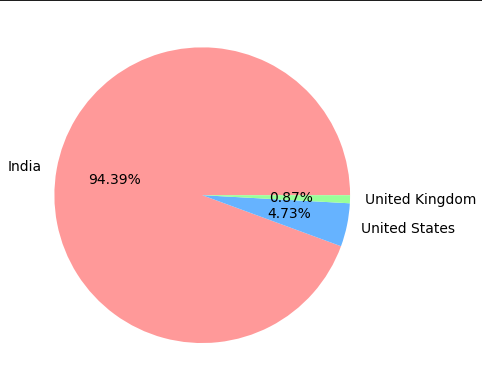 India
94.39%
0.87%
United Kingdom
4.73%
United States